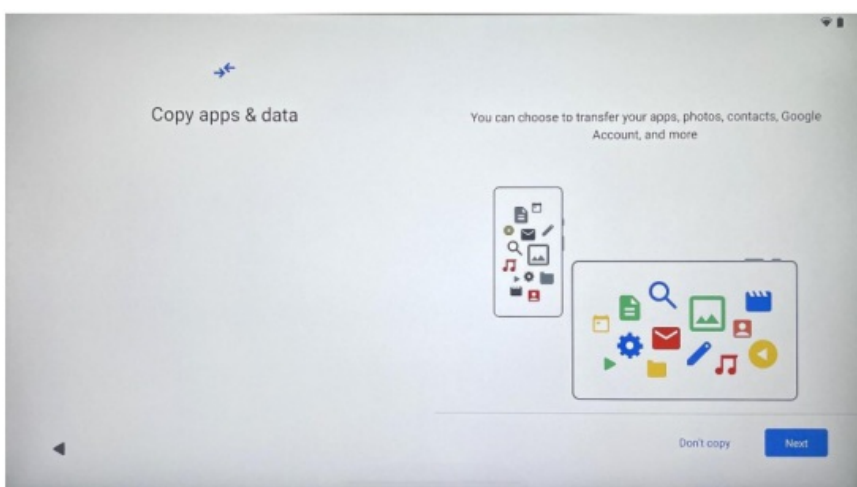 Copy apps & data
You can choose to transfer your apps, photos, contacts, Google
Account, and more
Don't copy
Next